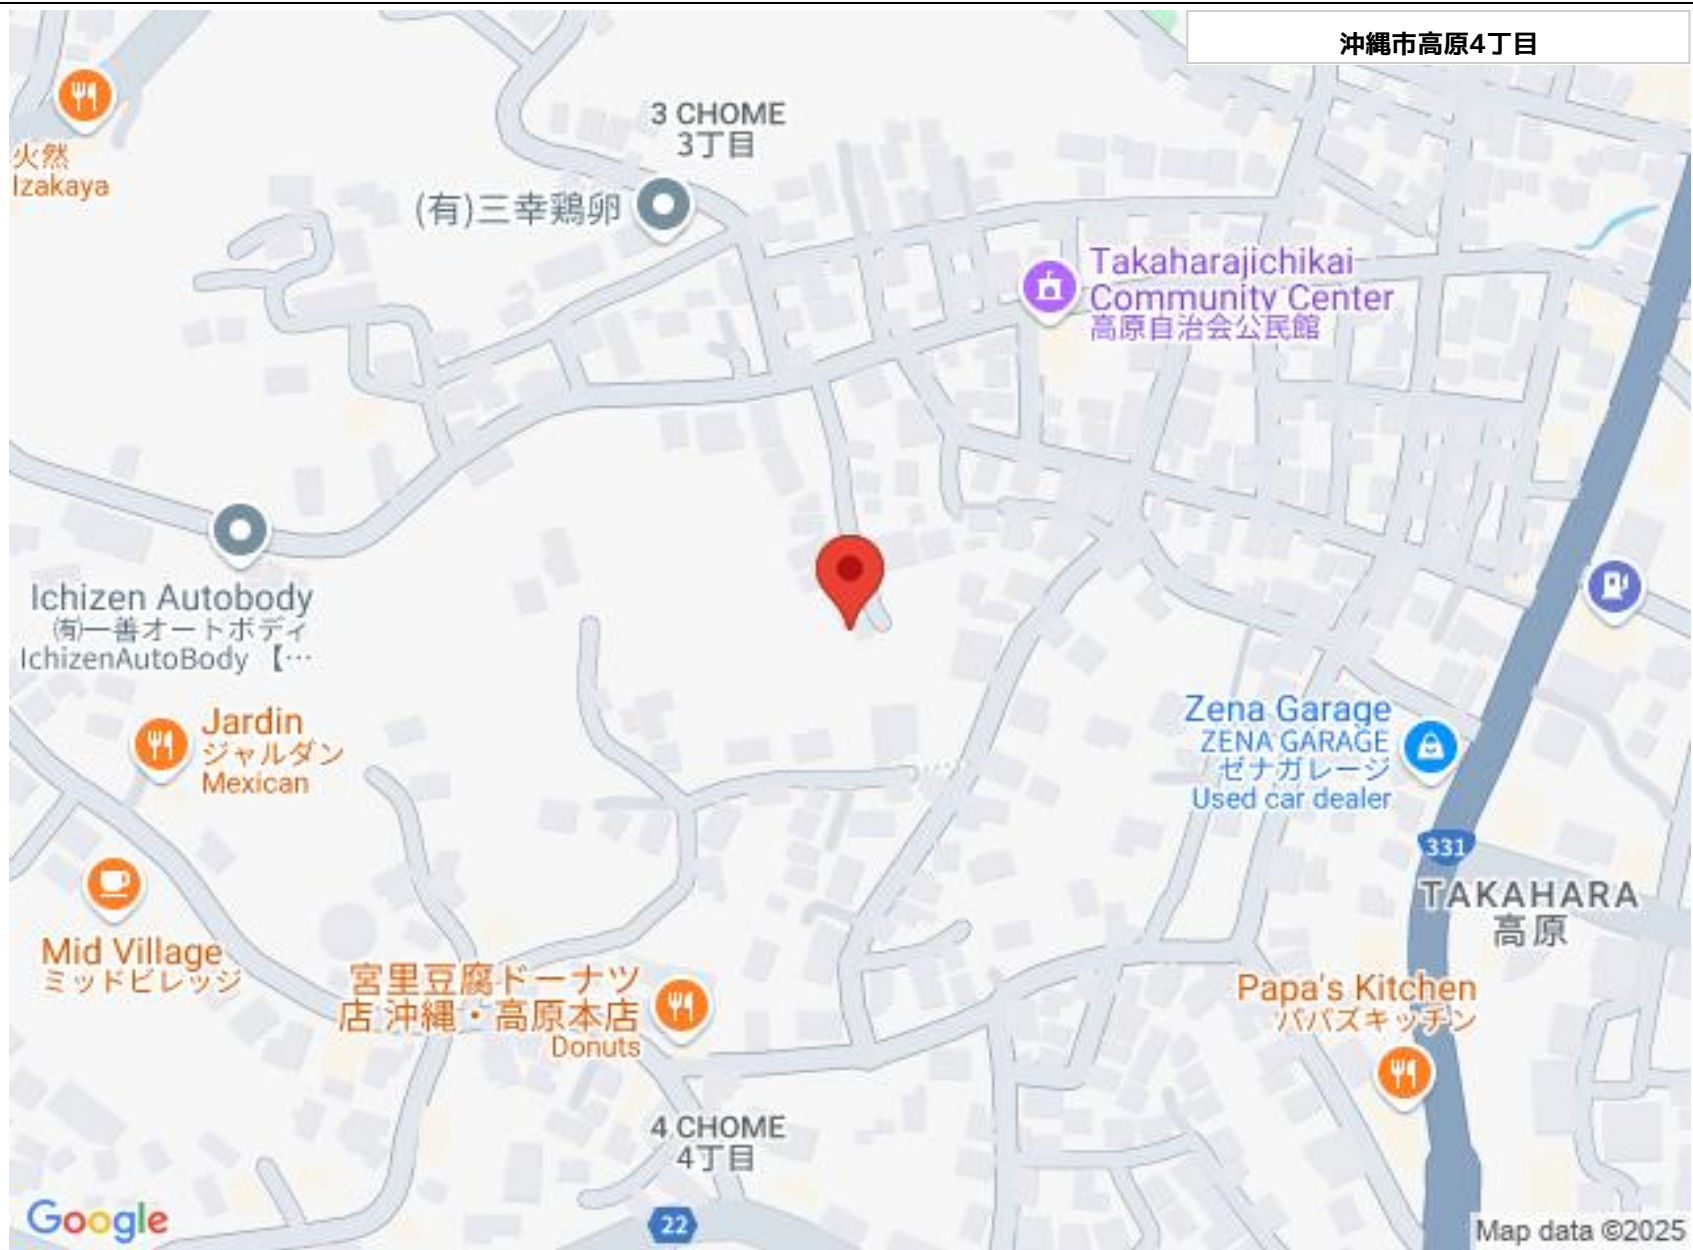 沖縄市高原4丁目
3 CHOME
3丁目
火然
Izakaya
(有)三幸鶏卵
Takaharajichikai
Community Center
高原自治会公民館
Ichizen Autobody
㈲一善オートボディ
IchizenAutoBody 【…
Jardin
ジャルダン
Mexican
Zena Garage
ZENA GARAGE
ゼナガレージ
Used car dealer
331
TAKAHARA
高原
Mid Village
ミッドビレッジ
宮里豆腐ドーナツ
店 沖縄・高原本店
Donuts
Papa's Kitchen
パパズキッチン
4 CHOME
4丁目
22
Google
Map data ©2025